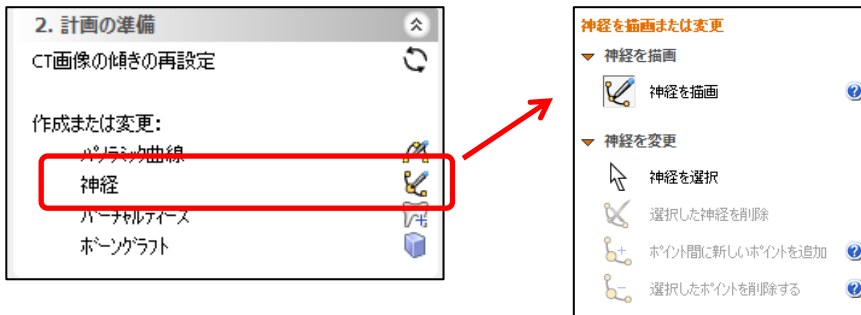 2. 計画の準備
CT画像の傾きの再設定
作成または変更:
パノラミック曲線
神経
バーチャルティース
ボーングラフト
神経を描画または変更
神経を描画
神経を描画
神経を変更
神経を選択
選択した神経を削除
ポイント間に新しいポイントを追加
選択したポイントを削除する